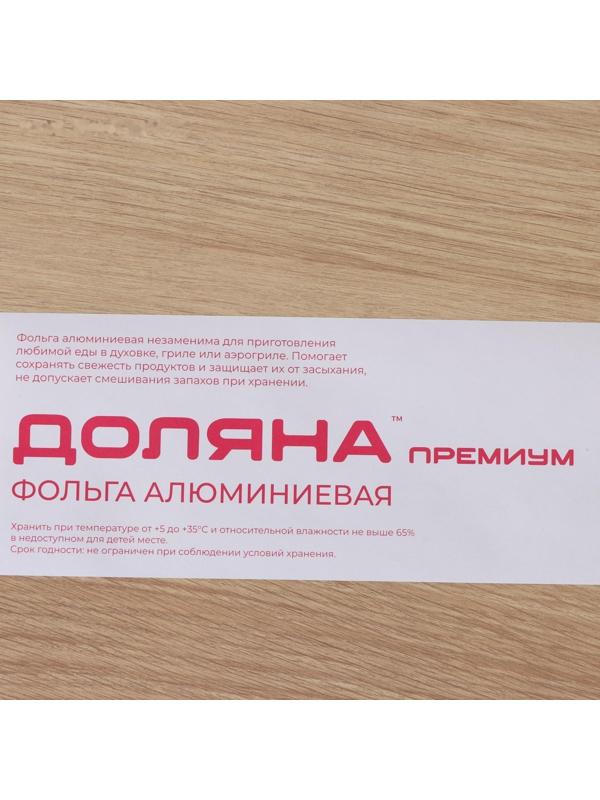 Фольга алюминиевая незаменима для приготовления
любимой еды в духовке, гриле или аэрогриле. Помогает
сохранять свежесть продуктов и защищает их от засыхания,
не допускает смешивания запахов при хранении.
ДОЛЯНА™ ПРЕМИУМ
ФОЛЬГА АЛЮМИНИЕВАЯ
Хранить при температуре от +5 до +35°С и относительной влажности не выше 65%
в недоступном для детей месте.
Срок годности: не ограничен при соблюдении условий хранения.